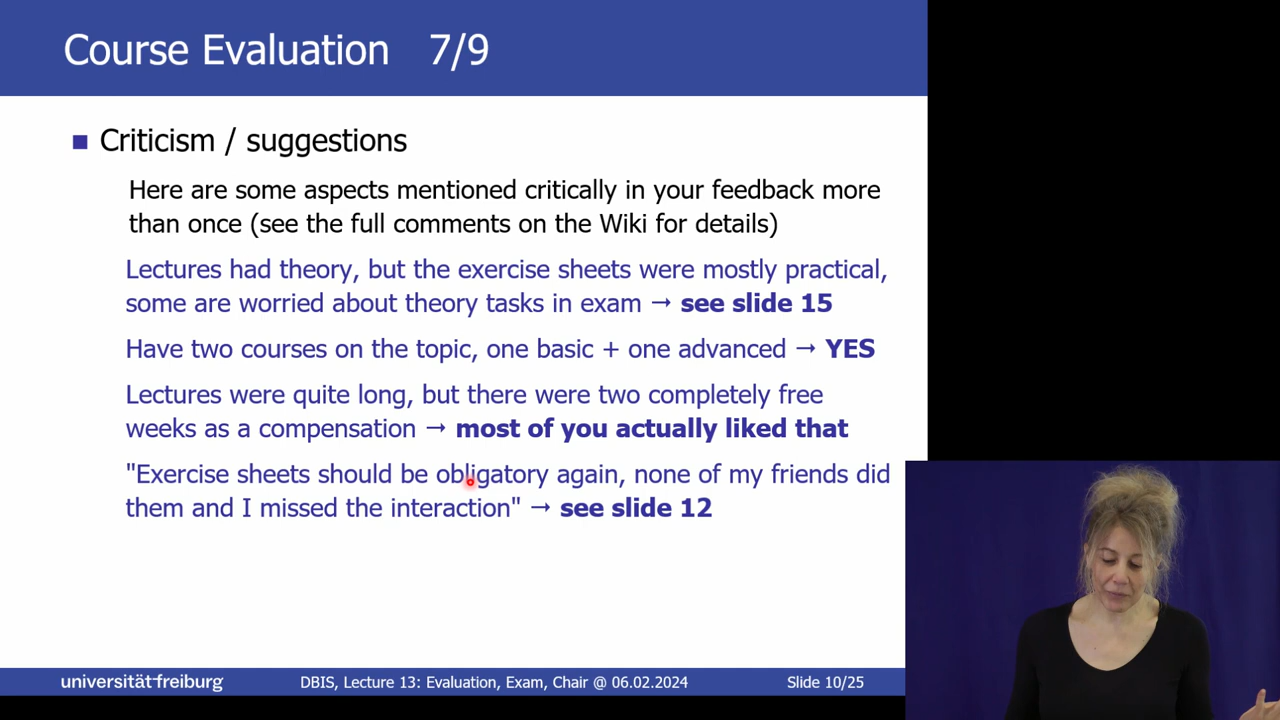 Course Evaluation 7/9
Criticism / suggestions
Here are some aspects mentioned critically in your feedback more
than once (see the full comments on the Wiki for details)
Lectures had theory, but the exercise sheets were mostly practical,
some are worried about theory tasks in exam → see slide 15
Have two courses on the topic, one basic + one advanced → YES
Lectures were quite long, but there were two completely free
weeks as a compensation → most of you actually liked that
"Exercise sheets should be obligatory again, none of my friends did
them and I missed the interaction" → see slide 12
universität freiburg
DBIS, Lecture 13: Evaluation, Exam, Chair @ 06.02.2024
Slide 10/25